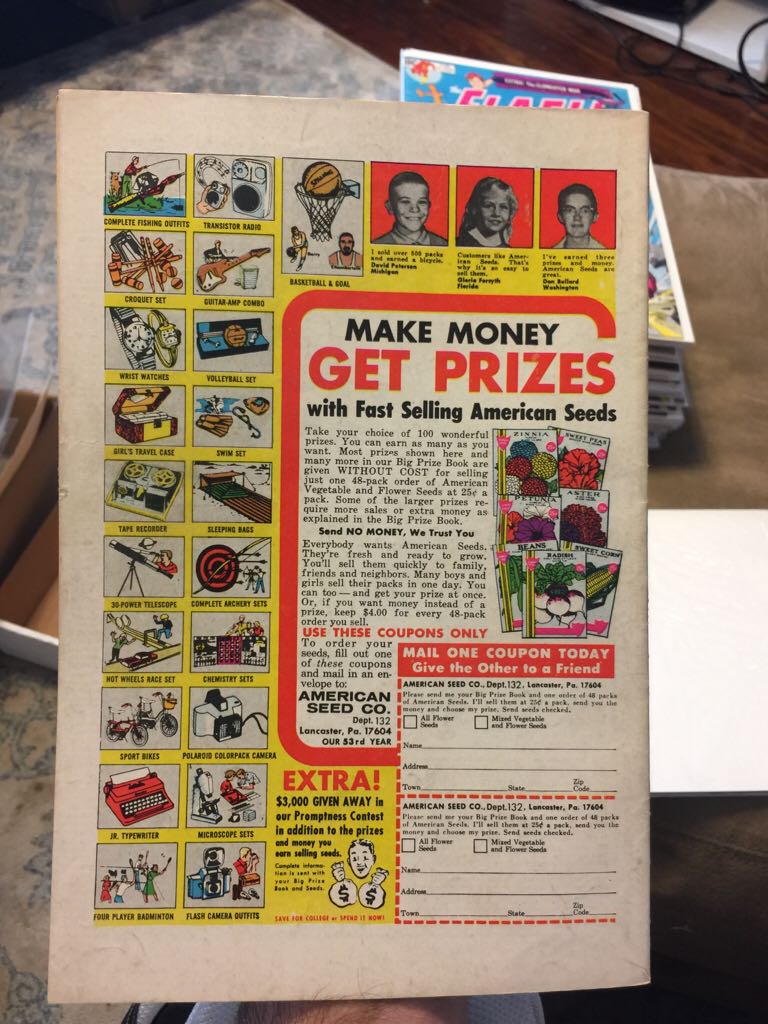 EXTRA! The ELONGATED MAN
FLASH
COMPLETE FISHING OUTFITS
TRANSISTOR RADIO
SPALDING
BASKETBALL & GOAL
I sold over 500 packs
and earned a bicycle.
David Peterson
Michigan
Customers like Amer-
ican Seeds. That's
why it's so easy to
sell them.
Gloria Forsyth
Florida
I've earned three
prizes and money.
American Seeds are
great.
Don Bullard
Washington
CROQUET SET
GUITAR-AMP COMBO
WRIST WATCHES
VOLLEYBALL SET
GIRL'S TRAVEL CASE
SWIM SET
TAPE RECORDER
SLEEPING BAGS
30-POWER TELESCOPE
COMPLETE ARCHERY SETS
HOT WHEELS RACE SET
CHEMISTRY SETS
SPORT BIKES
POLAROID COLORPACK CAMERA
JR. TYPEWRITER
MICROSCOPE SETS
FOUR PLAYER BADMINTON
FLASH CAMERA OUTFITS
MAKE MONEY
GET PRIZES
with Fast Selling American Seeds
Take your choice of 100 wonderful
prizes. You can earn as many as you
want. Most prizes shown here and
many more in our Big Prize Book are
given WITHOUT COST for selling
just one 48-pack order of American
Vegetable and Flower Seeds at 25¢ a
pack. Some of the larger prizes re-
quire more sales or extra money as
explained in the Big Prize Book.
Send NO MONEY, We Trust You
Everybody wants American Seeds.
They're fresh and ready to grow.
You'll sell them quickly to family,
friends and neighbors. Many boys and
girls sell their packs in one day. You
can too—and get your prize at once.
Or, if you want money instead of a
prize, keep $4.00 for every 48-pack
order you sell.
ZINNIA
SWEET PEAS
PETUNIA
ASTER
BEANS
RADISH
SWEET CORN
USE THESE COUPONS ONLY
To order your
seeds, fill out one
of these coupons
and mail in an en-
velope to:
AMERICAN
SEED CO.
Dept. 132
Lancaster, Pa. 17604
OUR 53rd YEAR
MAIL ONE COUPON TODAY
Give the Other to a Friend
AMERICAN SEED CO., Dept. 132, Lancaster, Pa. 17604
Please send me your Big Prize Book and one order of 48 packs
of American Seeds. I'll sell them at 25¢ a pack, send you the
money and choose my prize. Send seeds checked.
All Flower
Seeds
Mixed Vegetable
and Flower Seeds
Name
Address
Town State Zip Code
AMERICAN SEED CO., Dept. 132, Lancaster, Pa. 17604
Please send me your Big Prize Book and one order of 48 packs
of American Seeds. I'll sell them at 25¢ a pack, send you the
money and choose my prize. Send seeds checked.
All Flower
Seeds
Mixed Vegetable
and Flower Seeds
Name
Address
Town State Zip Code
EXTRA!
$3,000 GIVEN AWAY in
our Promptness Contest
in addition to the prizes
and money you
earn selling seeds.
Complete informa-
tion is sent with
your Big Prize
Book and Seeds.
$ $
SAVE FOR COLLEGE or SPEND IT NOW!